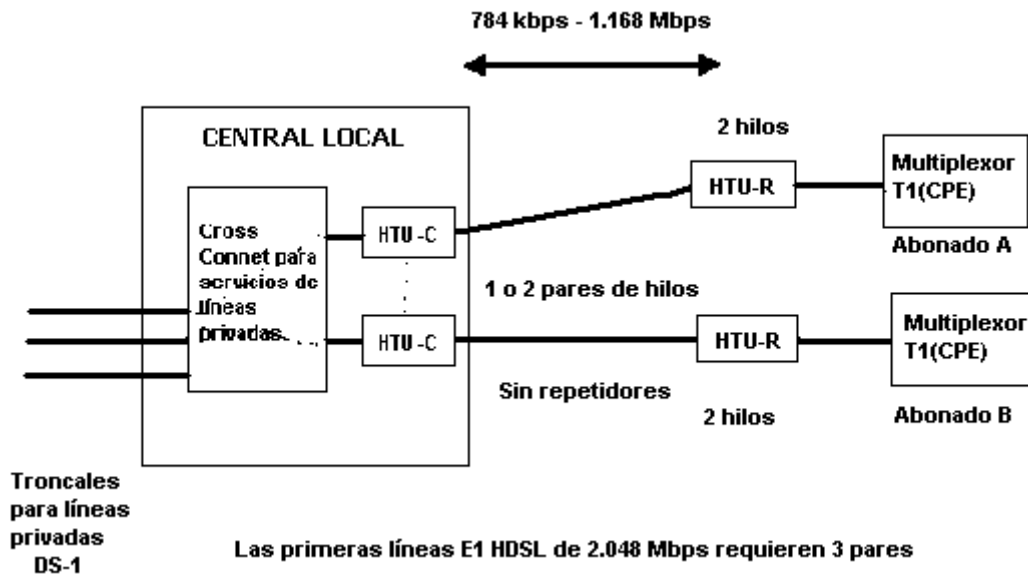 784 kbps - 1.168 Mbps
CENTRAL LOCAL
2 hilos
Cross
Connet para
servicios de
líneas
privadas
HTU-C
HTU-R
Multiplexor
T1(CPE)
Abonado A
1 o 2 pares de hilos
HTU-C
HTU-R
Multiplexor
T1(CPE)
Sin repetidores
2 hilos
Abonado B
Troncales
para líneas
privadas
DS-1
Las primeras líneas E1 HDSL de 2.048 Mbps requieren 3 pares